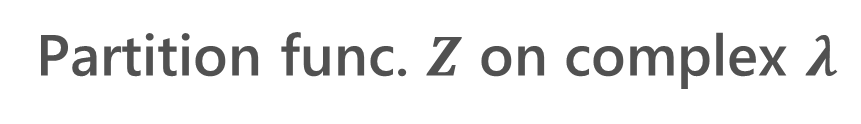 Partition func. Z on complex λ